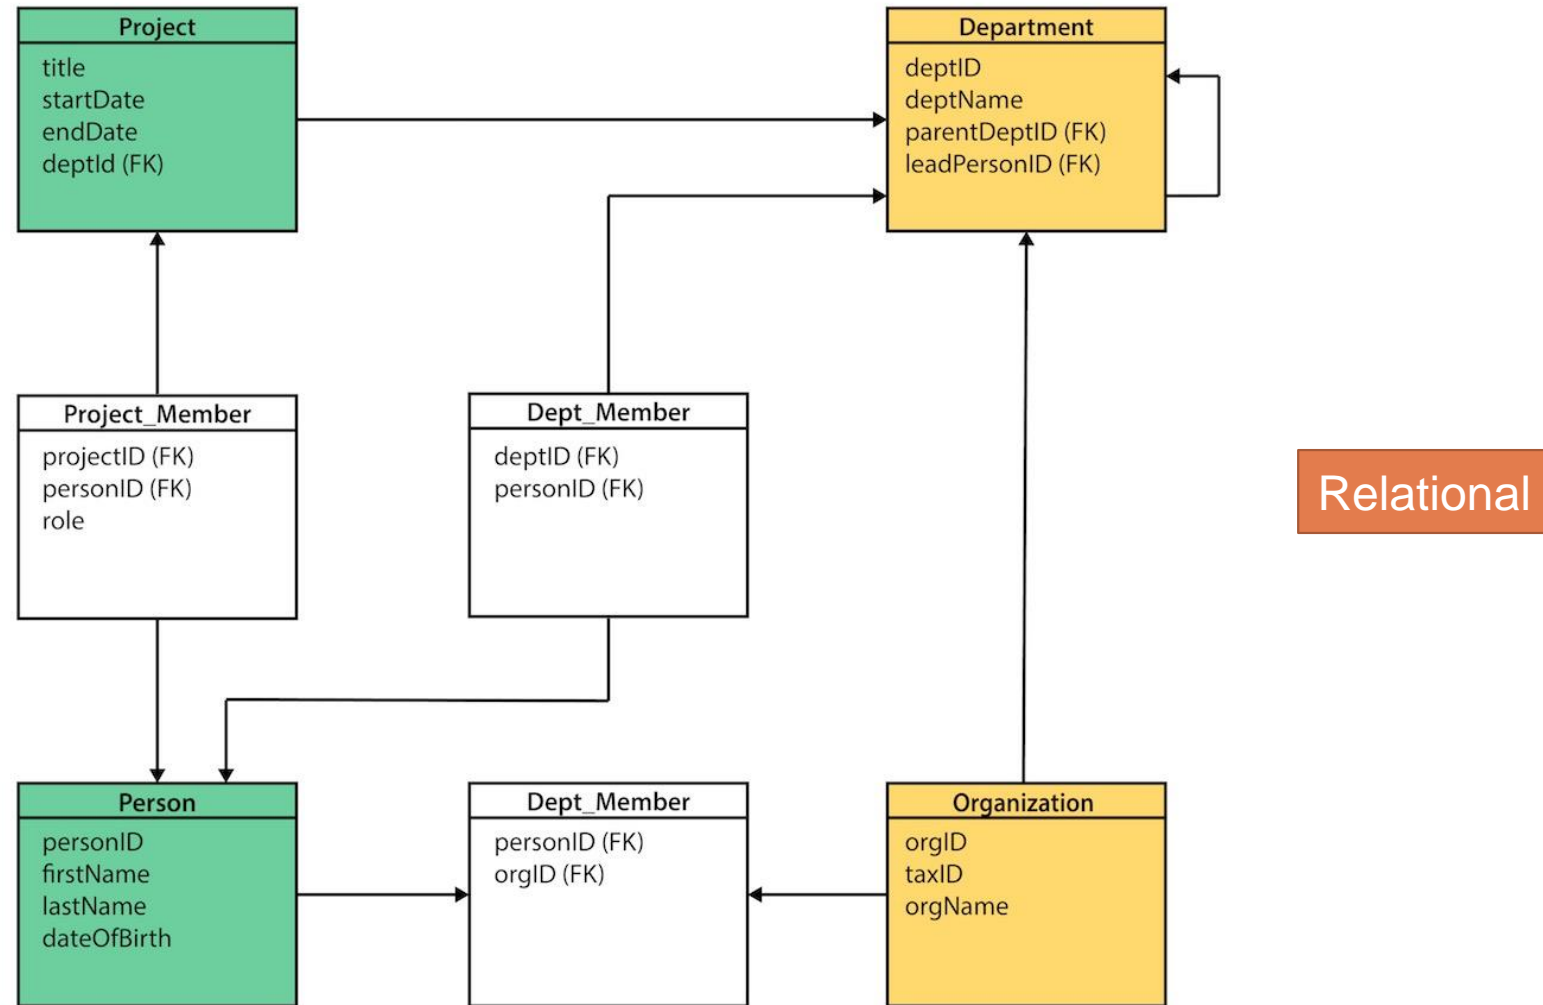 Project
title
startDate
endDate
deptId (FK)
Department
deptID
deptName
parentDeptID (FK)
leadPersonID (FK)
Project_Member
projectID (FK)
personID (FK)
role
Dept_Member
deptID (FK)
personID (FK)
Relational
Person
personID
firstName
lastName
dateOfBirth
Dept_Member
personID (FK)
orgID (FK)
Organization
orgID
taxID
orgName